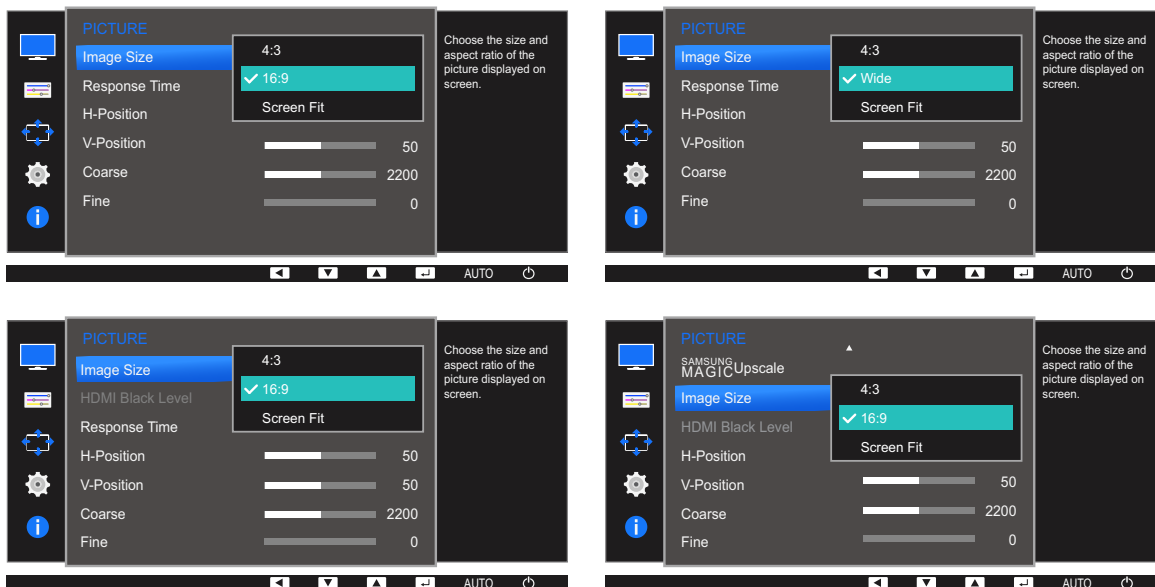 PICTURE
Image Size
4:3
16:9
Screen Fit
Response Time
H-Position
V-Position 50
Coarse 2200
Fine 0
Choose the size and
aspect ratio of the
picture displayed on
screen.
AUTO
PICTURE
Image Size
4:3
Wide
Screen Fit
Response Time
H-Position
V-Position 50
Coarse 2200
Fine 0
Choose the size and
aspect ratio of the
picture displayed on
screen.
AUTO
PICTURE
Image Size
4:3
16:9
Screen Fit
HDMI Black Level
Response Time
H-Position 50
V-Position 50
Coarse 2200
Fine 0
Choose the size and
aspect ratio of the
picture displayed on
screen.
AUTO
PICTURE
SAMSUNG
MAGICUpscale
Image Size
4:3
16:9
Screen Fit
HDMI Black Level
H-Position
V-Position 50
Coarse 2200
Fine 0
Choose the size and
aspect ratio of the
picture displayed on
screen.
AUTO